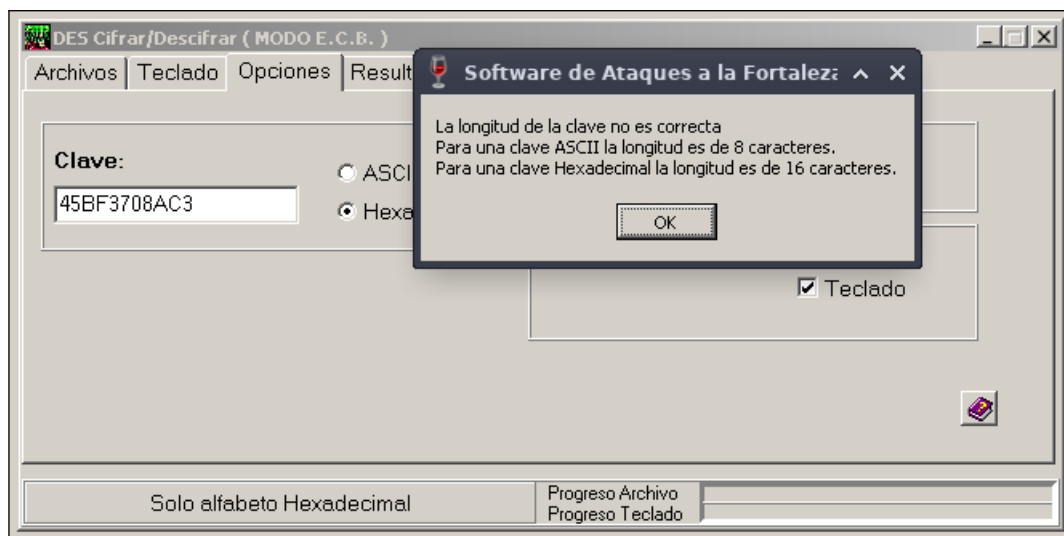 DES Cifrar/Descifrar ( MODO E.C.B. )
Archivos Teclado Opciones
Software de Ataques a la
La longitud de la clave no es correcta
Para una clave ASCII la longitud es de 8 caracteres.
Para una clave Hexadecimal la longitud es de 16 caracteres.
OK
Clave:
45BF3708AC3
Teclado
Solo alfabeto Hexadecimal
Progreso Archivo
Progreso Teclado